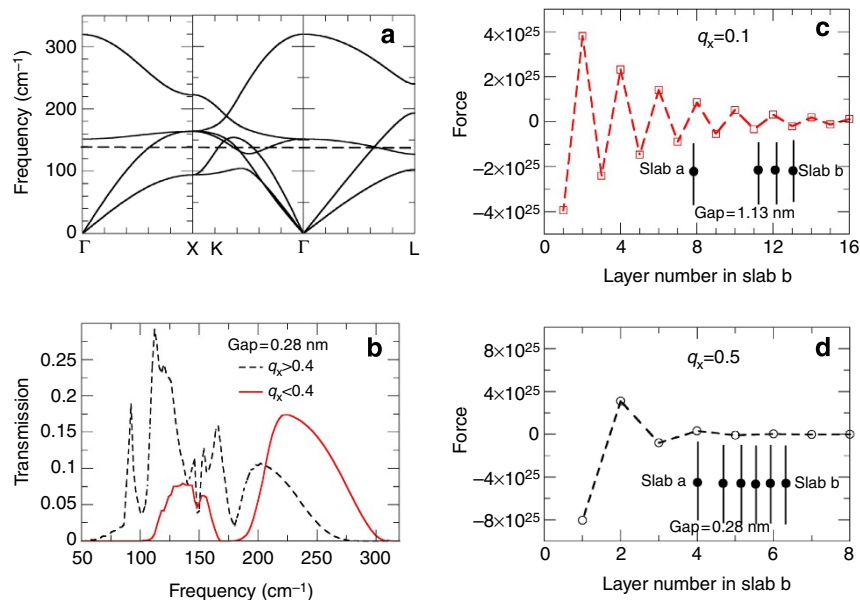 a
Frequency (cm⁻¹)
300
200
100
0
Γ
X
K
Γ
L
c
qₓ=0.1
Force
4×10²⁵
2×10²⁵
0
−2×10²⁵
−4×10²⁵
Slab a
Slab b
Gap=1.13 nm
0
4
8
12
16
Layer number in slab b
b
Gap=0.28 nm
qₓ>0.4
qₓ<0.4
Transmission
0.25
0.2
0.15
0.1
0.05
0
50
100
150
200
250
300
Frequency (cm⁻¹)
d
qₓ=0.5
Force
8×10²⁵
4×10²⁵
0
−4×10²⁵
−8×10²⁵
Slab a
Slab b
Gap=0.28 nm
0
2
4
6
8
Layer number in slab b